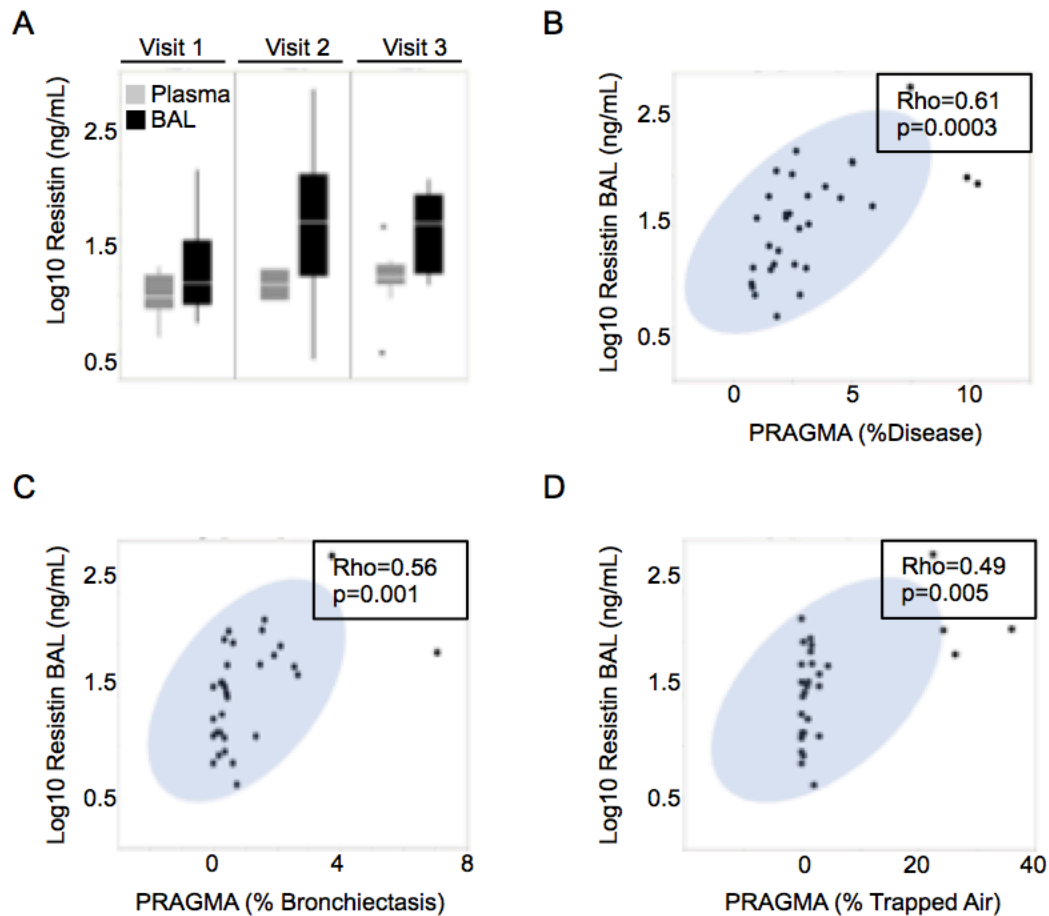 A
Visit 1 Visit 2 Visit 3
Plasma
BAL
Log10 Resistin (ng/mL)
2.5
1.5
0.5
B
Rho=0.61
p=0.0003
Log10 Resistin BAL (ng/mL)
2.5
1.5
0.5
0 5 10
PRAGMA (%Disease)
C
Rho=0.56
p=0.001
Log10 Resistin BAL (ng/mL)
2.5
1.5
0.5
0 4 8
PRAGMA (% Bronchiectasis)
D
Rho=0.49
p=0.005
Log10 Resistin BAL (ng/mL)
2.5
1.5
0.5
0 20 40
PRAGMA (% Trapped Air)